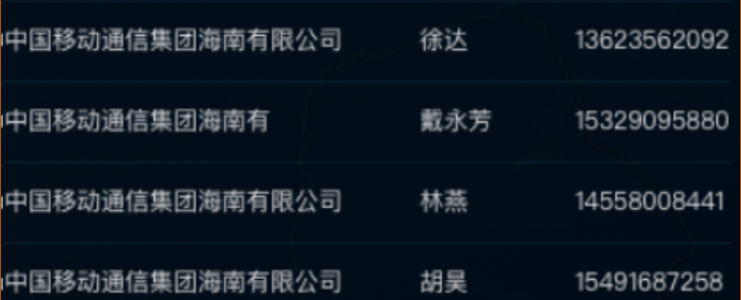 中国移动通信集团海南有限公司 徐达 13623562092
中国移动通信集团海南有 戴永芳 15329095880
中国移动通信集团海南有限公司 林燕 14558008441
中国移动通信集团海南有限公司 胡昊 15491687258